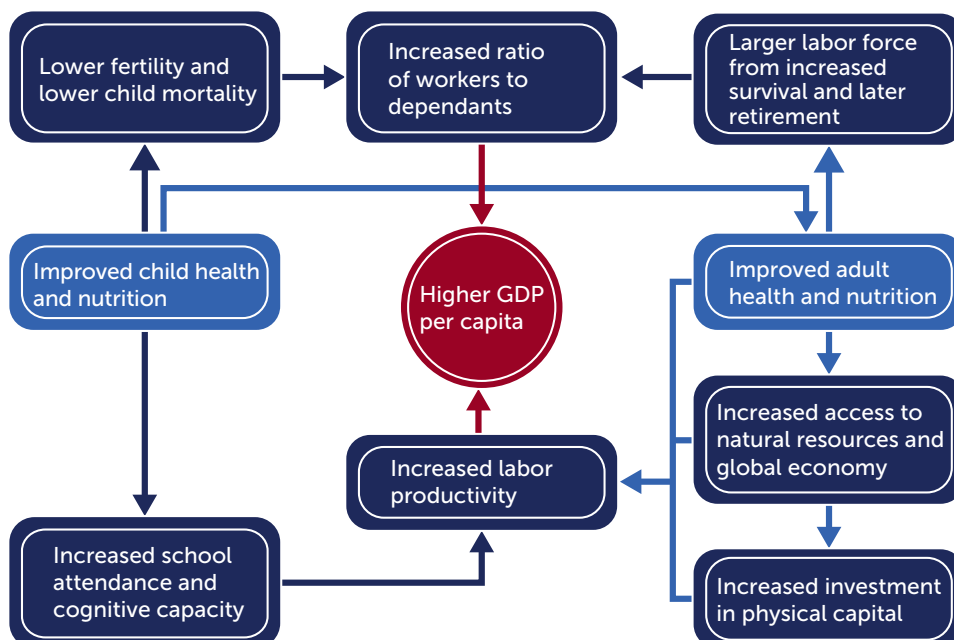 Lower fertility and
lower child mortality
Increased ratio
of workers to
dependants
Larger labor force
from increased
survival and later
retirement
Improved child health
and nutrition
Higher GDP
per capita
Improved adult
health and nutrition
Increased access to
natural resources and
global economy
Increased labor
productivity
Increased school
attendance and
cognitive capacity
Increased investment
in physical capital